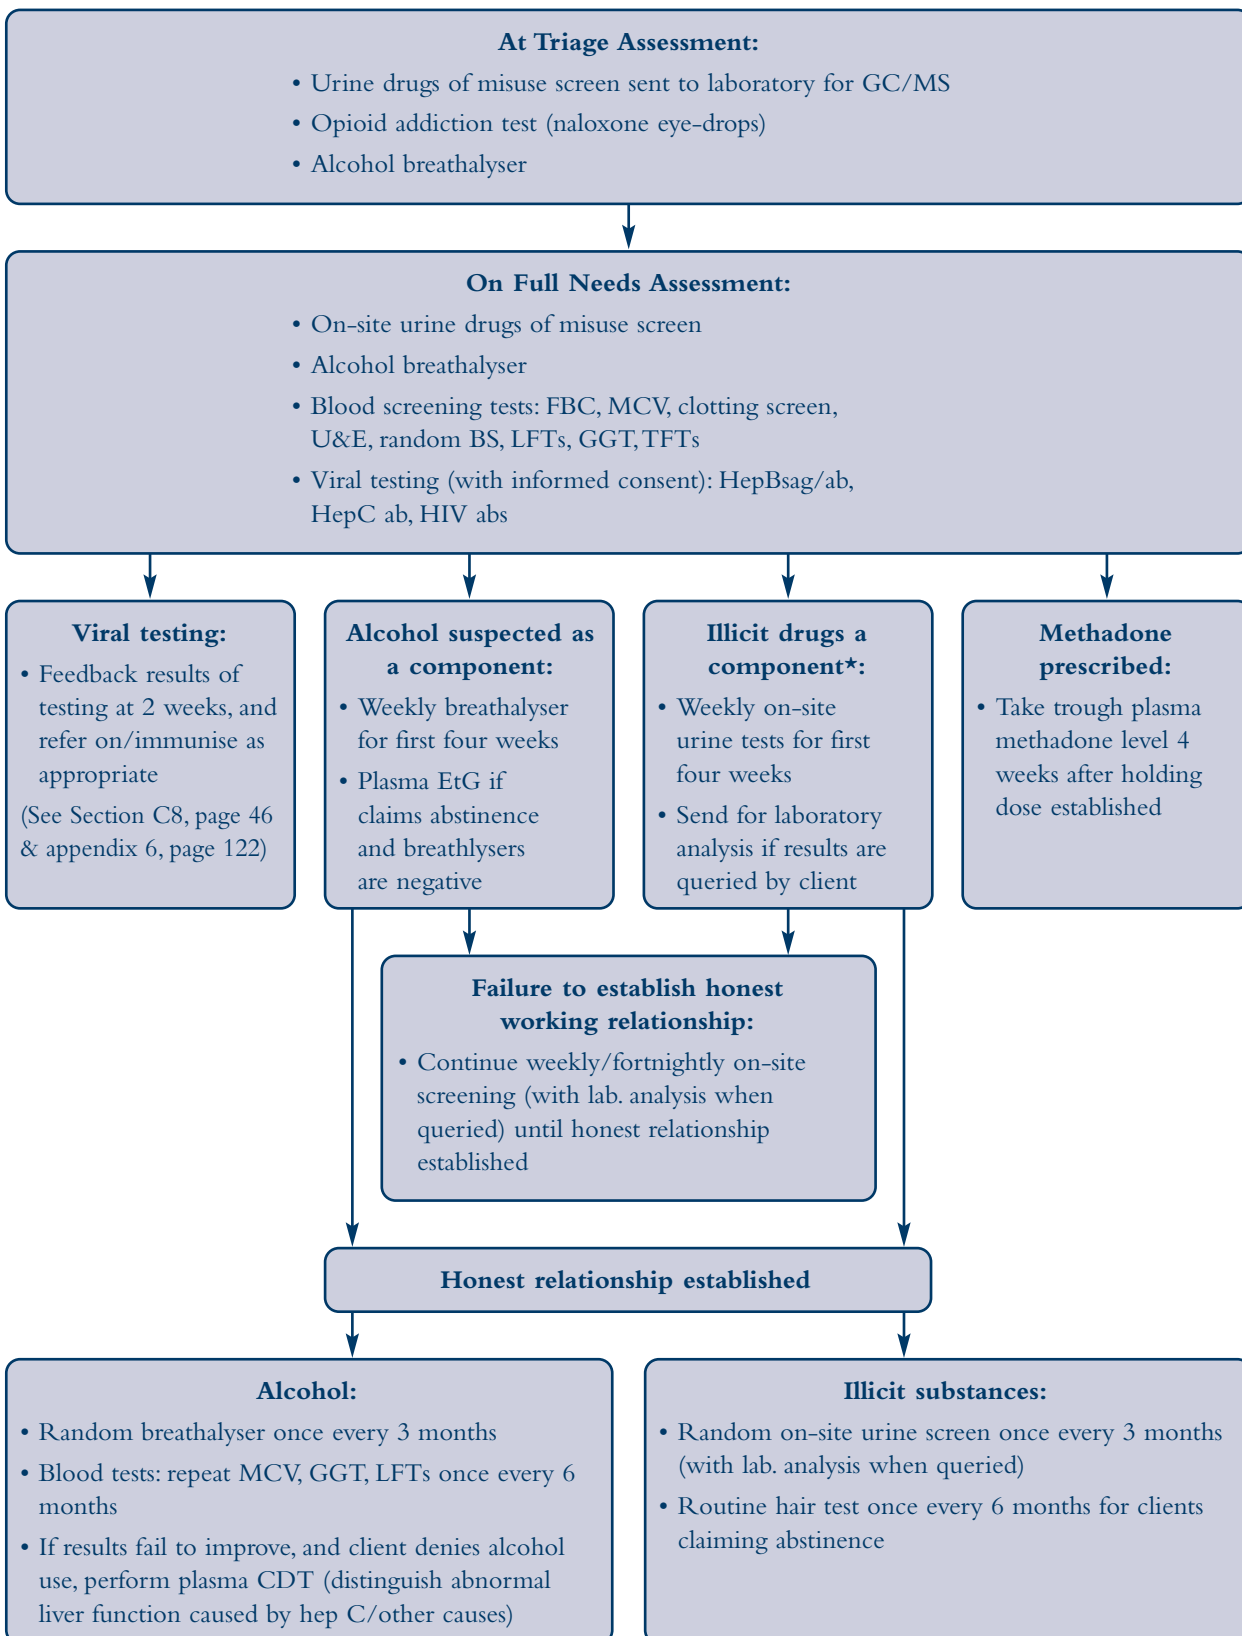 At Triage Assessment:
• Urine drugs of misuse screen sent to laboratory for GC/MS
• Opioid addiction test (naloxone eye-drops)
• Alcohol breathalyser
On Full Needs Assessment:
• On-site urine drugs of misuse screen
• Alcohol breathalyser
• Blood screening tests: FBC, MCV, clotting screen,
U&E, random BS, LFTs, GGT, TFTs
• Viral testing (with informed consent): HepBsag/ab,
HepC ab, HIV abs
Viral testing:
• Feedback results of
testing at 2 weeks, and
refer on/immunise as
appropriate
(See Section C8, page 46
& appendix 6, page 122)
Alcohol suspected as
a component:
• Weekly breathalyser
for first four weeks
• Plasma EtG if
claims abstinence
and breathlysers
are negative
Illicit drugs a
component*:
• Weekly on-site
urine tests for first
four weeks
• Send for laboratory
analysis if results are
queried by client
Methadone
prescribed:
• Take trough plasma
methadone level 4
weeks after holding
dose established
Failure to establish honest
working relationship:
• Continue weekly/fortnightly on-site
screening (with lab. analysis when
queried) until honest relationship
established
Honest relationship established
Alcohol:
• Random breathalyser once every 3 months
• Blood tests: repeat MCV, GGT, LFTs once every 6
months
• If results fail to improve, and client denies alcohol
use, perform plasma CDT (distinguish abnormal
liver function caused by hep C/other causes)
Illicit substances:
• Random on-site urine screen once every 3 months
(with lab. analysis when queried)
• Routine hair test once every 6 months for clients
claiming abstinence